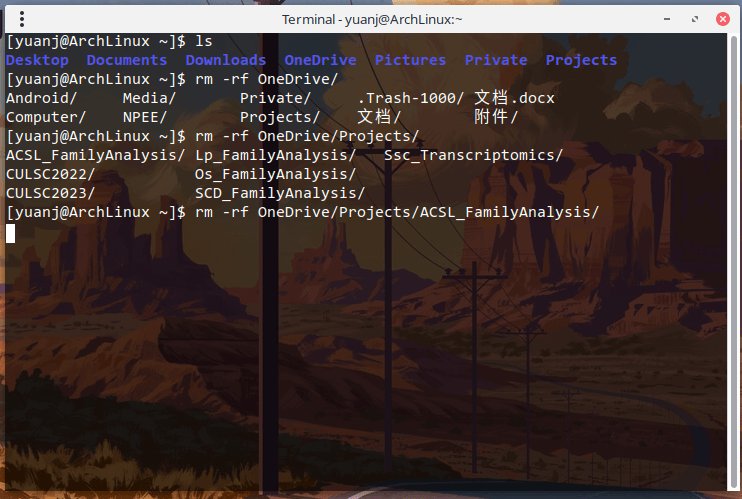 Terminal - yuanj@ArchLinux:~
[yuanj@ArchLinux ~]$ ls
Desktop Documents Downloads OneDrive Pictures Private Projects
[yuanj@ArchLinux ~]$ rm -rf OneDrive/
Android/ Media/ Private/ .Trash-1000/ 文档.docx
Computer/ NPEE/ Projects/ 文档/ 附件/
[yuanj@ArchLinux ~]$ rm -rf OneDrive/Projects/
ACSL_FamilyAnalysis/ Lp_FamilyAnalysis/ Ssc_Transcriptomics/
CULSC2022/ Os_FamilyAnalysis/
CULSC2023/ SCD_FamilyAnalysis/
[yuanj@ArchLinux ~]$ rm -rf OneDrive/Projects/ACSL_FamilyAnalysis/